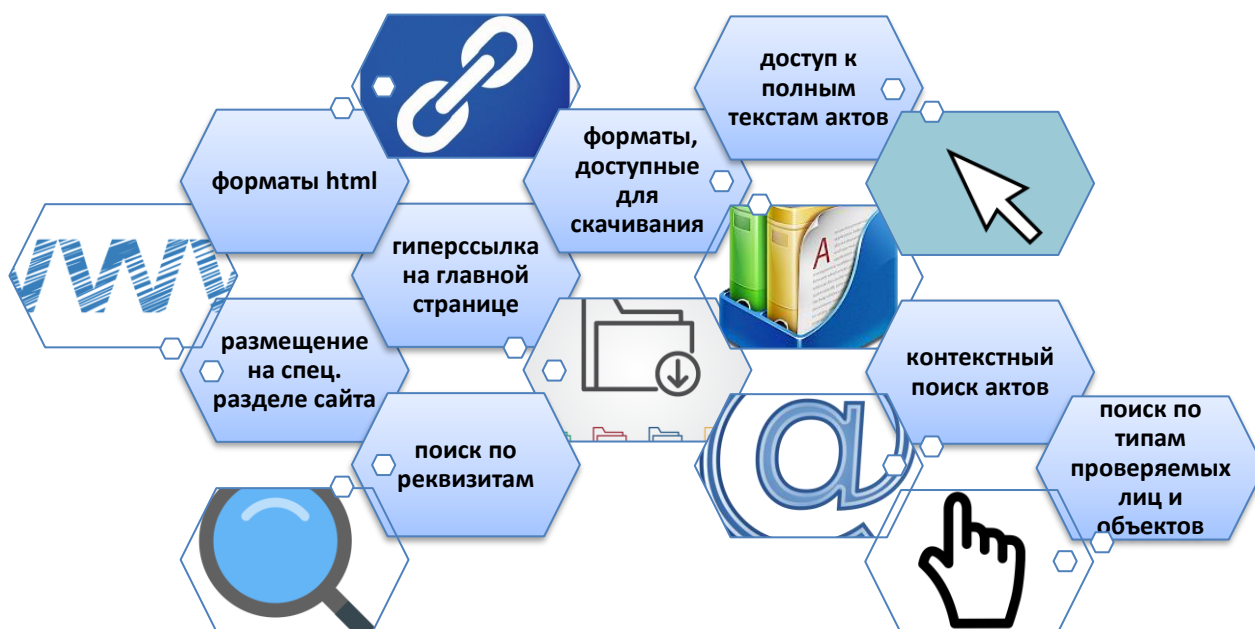 доступ к
полным
текстам актов
форматы html
форматы,
доступные
для
скачивания
гиперссылка
на главной
странице
размещение
на спец.
разделе сайта
поиск по
реквизитам
контекстный
поиск актов
поиск по
типам
проверяемых
лиц и
объектов
WW
A
@